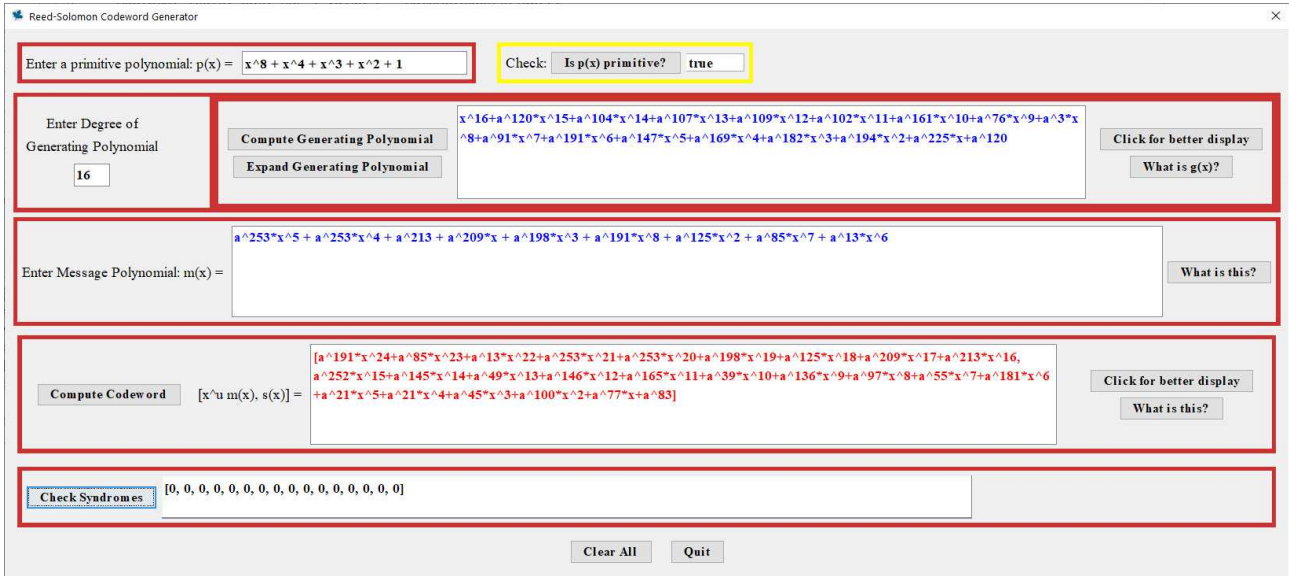 Reed-Solomon Codeword Generator
Enter a primitive polynomial: p(x) = x^8 + x^4 + x^3 + x^2 + 1
Check: Is p(x) primitive? true
Enter Degree of
Generating Polynomial
16
Compute Generating Polynomial
Expand Generating Polynomial
x^16+a^120*x^15+a^104*x^14+a^107*x^13+a^109*x^12+a^102*x^11+a^161*x^10+a^76*x^9+a^3*x
^8+a^91*x^7+a^191*x^6+a^147*x^5+a^169*x^4+a^182*x^3+a^194*x^2+a^225*x+a^120
Click for better display
What is g(x)?
Enter Message Polynomial: m(x) =
a^253*x^5 + a^253*x^4 + a^213 + a^209*x + a^198*x^3 + a^191*x^8 + a^125*x^2 + a^85*x^7 + a^13*x^6
What is this?
Compute Codeword [x^u m(x), s(x)] =
[a^191*x^24+a^85*x^23+a^13*x^22+a^253*x^21+a^253*x^20+a^198*x^19+a^125*x^18+a^209*x^17+a^213*x^16,
a^252*x^15+a^145*x^14+a^49*x^13+a^146*x^12+a^165*x^11+a^39*x^10+a^136*x^9+a^97*x^8+a^55*x^7+a^181*x^6
+a^21*x^5+a^21*x^4+a^45*x^3+a^100*x^2+a^77*x+a^83]
Click for better display
What is this?
Check Syndromes [0, 0, 0, 0, 0, 0, 0, 0, 0, 0, 0, 0, 0, 0, 0, 0]
Clear All Quit